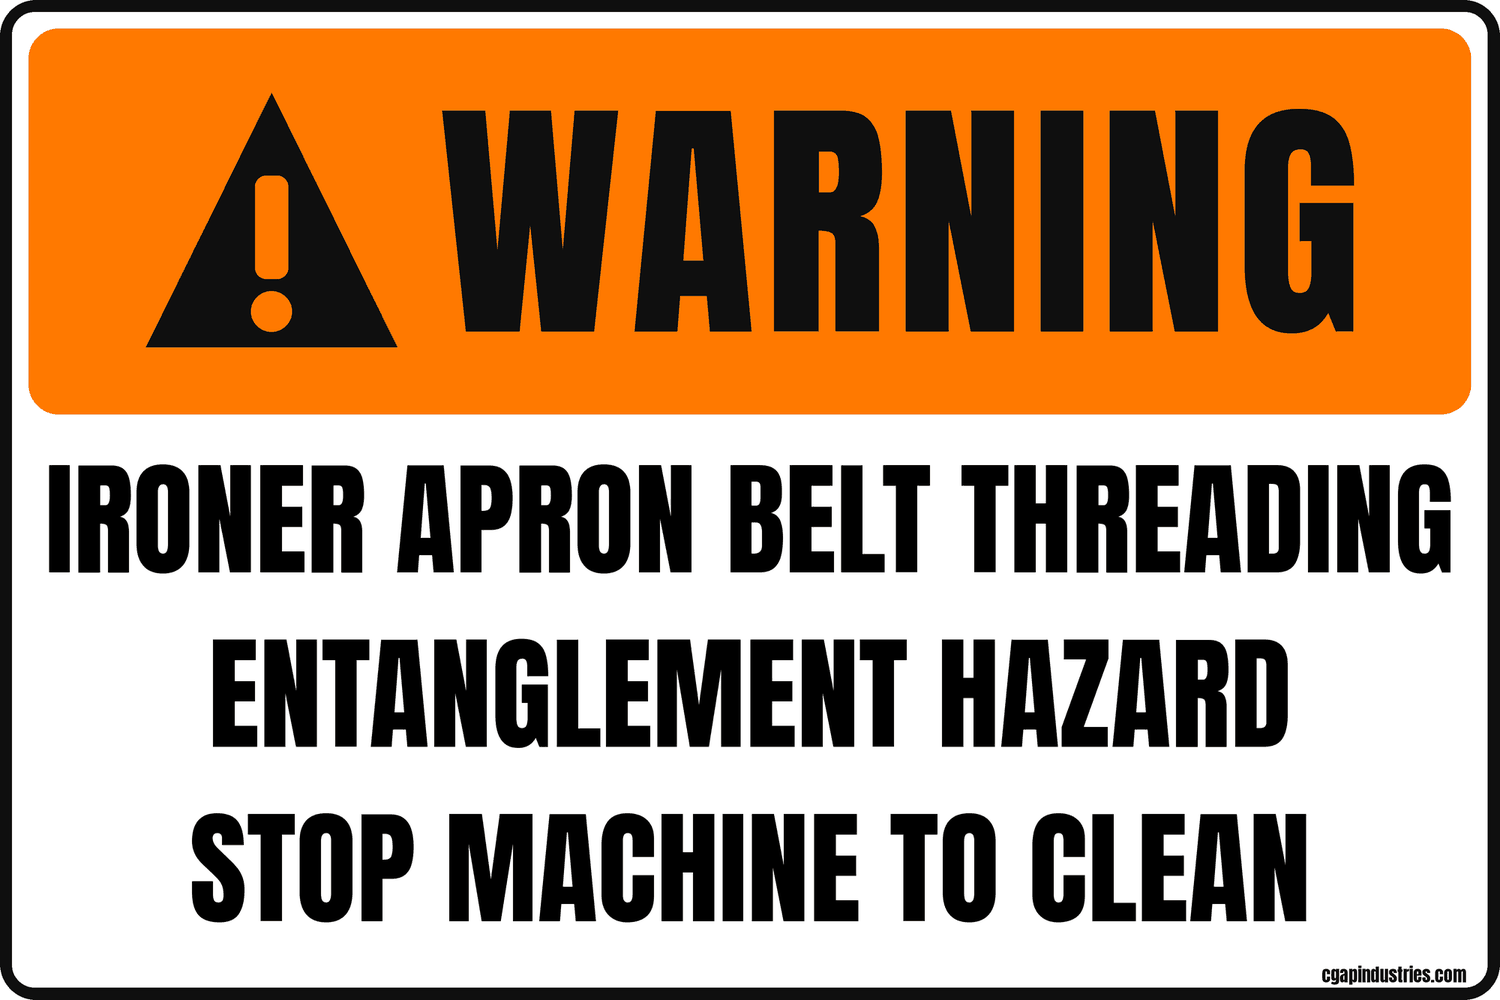 WARNING
IRONER APRON BELT THREADING
ENTANGLEMENT HAZARD
STOP MACHINE TO CLEAN
cgapindustries.com